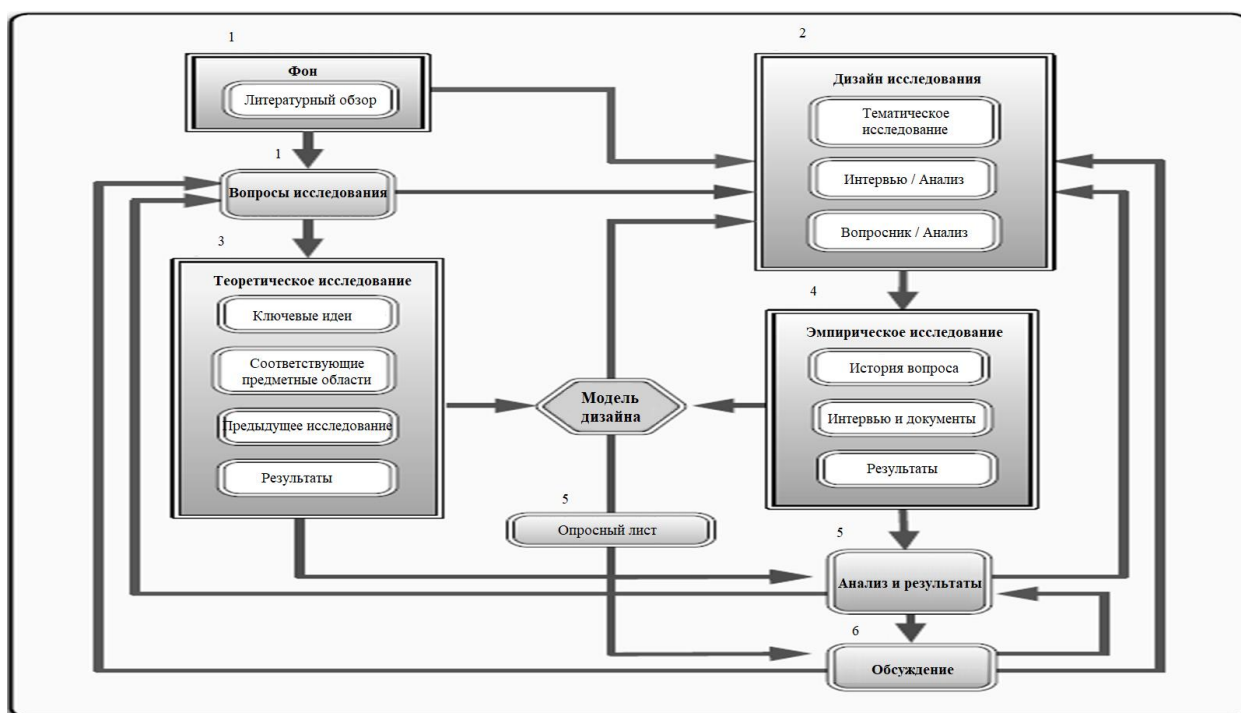 1
Фон
Литературный обзор
1
Вопросы исследования
3
Теоретическое исследование
Ключевые идеи
Соответствующие
предметные области
Предыдущее исследование
Результаты
2
Дизайн исследования
Тематическое
исследование
Интервью / Анализ
Вопросник / Анализ
4
Эмпирическое исследование
История вопроса
Интервью и документы
Результаты
Модель
дизайна
5
Опросный лист
5
Анализ и результаты
6
Обсуждение